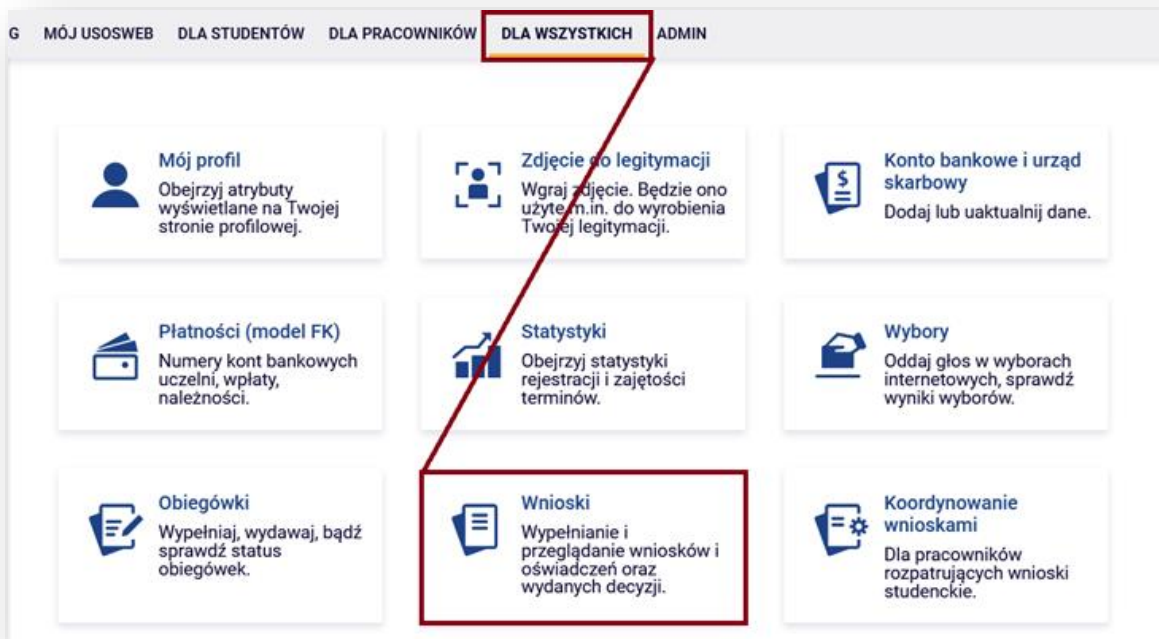 G MÓJ USOSWEB DLA STUDENTÓW DLA PRACOWNIKÓW DLA WSZYSTKICH ADMIN
Mój profil
Obejrzyj atrybuty
wyświetlane na Twojej
stronie profilowej.
Zdjęcie do legitymacji
Wgraj zdjęcie. Będzie ono
użyte m.in. do wyrobienia
Twojej legitymacji.
Konto bankowe i urząd
skarbowy
Dodaj lub uaktualnij dane.
Płatności (model FK)
Numery kont bankowych
uczelni, wpłaty,
należności.
Statystyki
Obejrzyj statystyki
rejestracji i zajętości
terminów.
Wybory
Oddaj głos w wyborach
internetowych, sprawdź
wyniki wyborów.
Obiegówki
Wypełniaj, wydawaj, bądź
sprawdź status
obiegówek.
Wnioski
Wypełnianie i
przeglądanie wniosków i
oświadczeń oraz
wydanych decyzji.
Koordynowanie
wnioskami
Dla pracowników
rozpatrujących wnioski
studenckie.